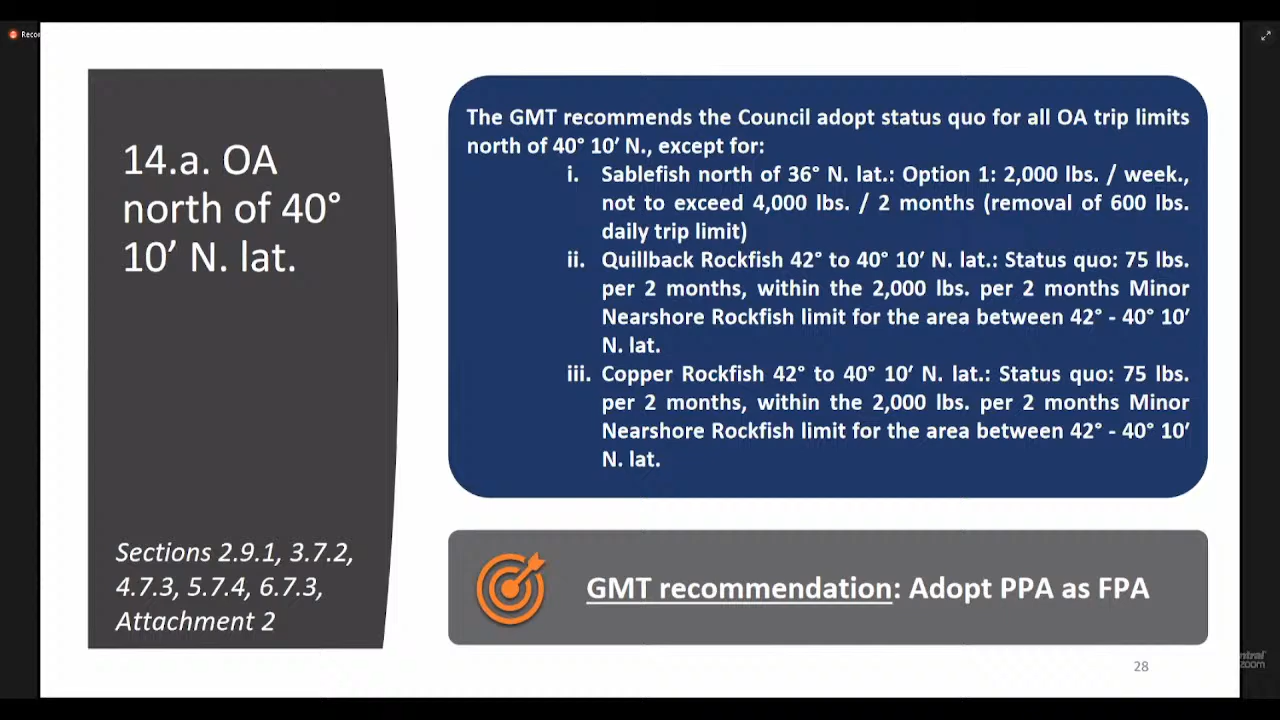 14.a. OA
north of 40°
10’ N. lat.
Sections 2.9.1, 3.7.2,
4.7.3, 5.7.4, 6.7.3,
Attachment 2
The GMT recommends the Council adopt status quo for all OA trip limits
north of 40° 10’ N., except for:
i. Sablefish north of 36° N. lat.: Option 1: 2,000 lbs. / week.,
not to exceed 4,000 lbs. / 2 months (removal of 600 lbs.
daily trip limit)
ii. Quillback Rockfish 42° to 40° 10’ N. lat.: Status quo: 75 lbs.
per 2 months, within the 2,000 lbs. per 2 months Minor
Nearshore Rockfish limit for the area between 42° - 40° 10’
N. lat.
iii. Copper Rockfish 42° to 40° 10’ N. lat.: Status quo: 75 lbs.
per 2 months, within the 2,000 lbs. per 2 months Minor
Nearshore Rockfish limit for the area between 42° - 40° 10’
N. lat.
GMT recommendation: Adopt PPA as FPA
28
zoom